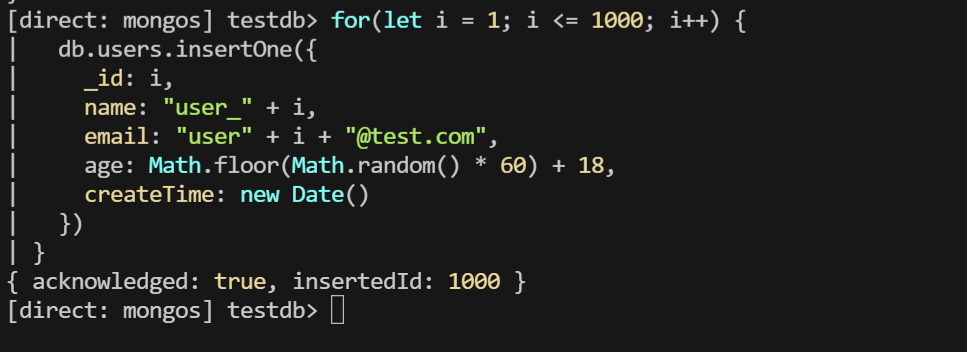 [direct: mongos] testdb> for(let i = 1; i <= 1000; i++) {
|   db.users.insertOne({
|     _id: i,
|     name: "user_" + i,
|     email: "user" + i + "@test.com",
|     age: Math.floor(Math.random() * 60) + 18,
|     createTime: new Date()
|   })
| }
{ acknowledged: true, insertedId: 1000 }
[direct: mongos] testdb>